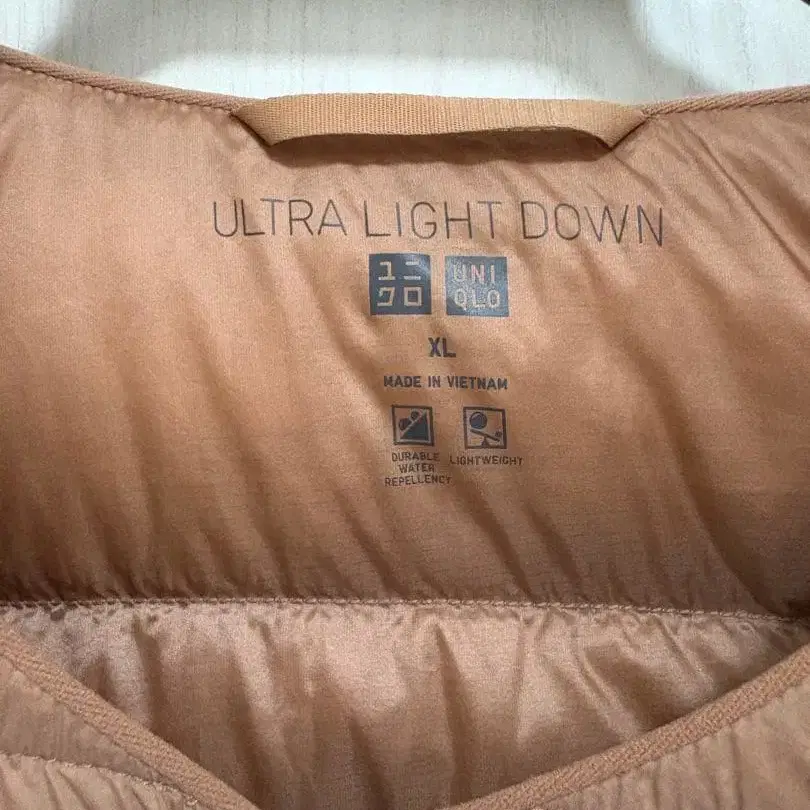 ULTRA LIGHT DOWN
ユニ UNI
クロ QLO
XL
MADE IN VIETNAM
DURABLE
WATER
REPELLENCY
LIGHTWEIGHT